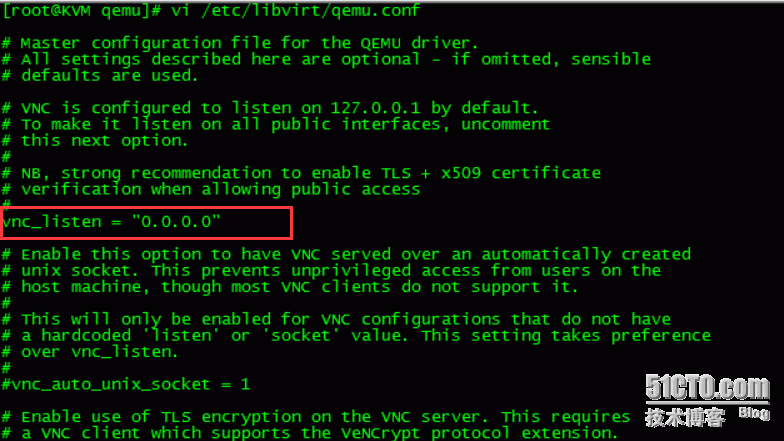 [root@KVM qemu]# vi /etc/libvirt/qemu.conf
# Master configuration file for the QEMU driver.
# All settings described here are optional - if omitted, sensible
# defaults are used.
# VNC is configured to listen on 127.0.0.1 by default.
# To make it listen on all public interfaces, uncomment
# this next option.
#
# NB, strong recommendation to enable TLS + x509 certificate
# verification when allowing public access
#
vnc_listen = "0.0.0.0"
# Enable this option to have VNC served over an automatically created
# unix socket. This prevents unprivileged access from users on the
# host machine, though most VNC clients do not support it.
#
# This will only be enabled for VNC configurations that do not have
# a hardcoded 'listen' or 'socket' value. This setting takes preference
# over vnc_listen.
#
#vnc_auto_unix_socket = 1
# Enable use of TLS encryption on the VNC server. This requires
# a VNC client which supports the VeNCrypt protocol extension.
51CTO.com
技术博客 Blog